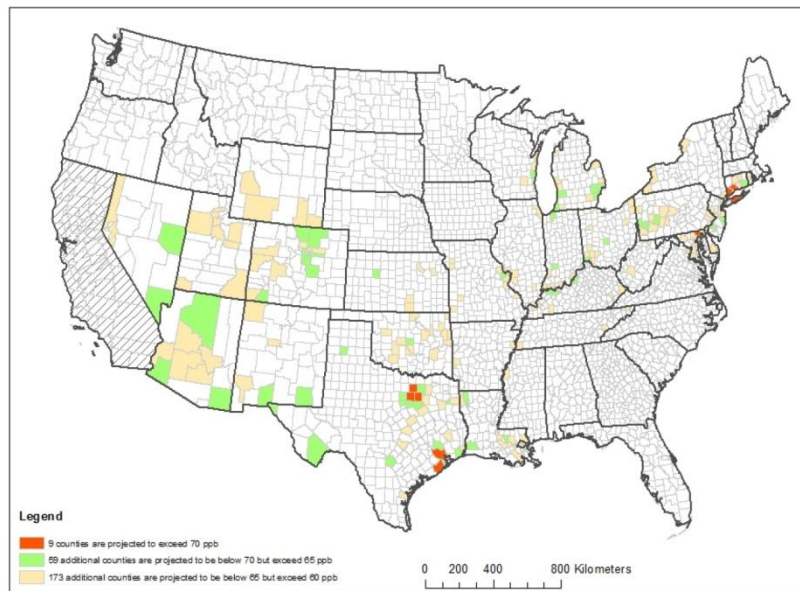 Legend
9 counties are projected to exceed 70 ppb
59 additional counties are projected to be below 70 but exceed 65 ppb
173 additional counties are projected to be below 65 but exceed 60 ppb
0 200 400 800 Kilometers